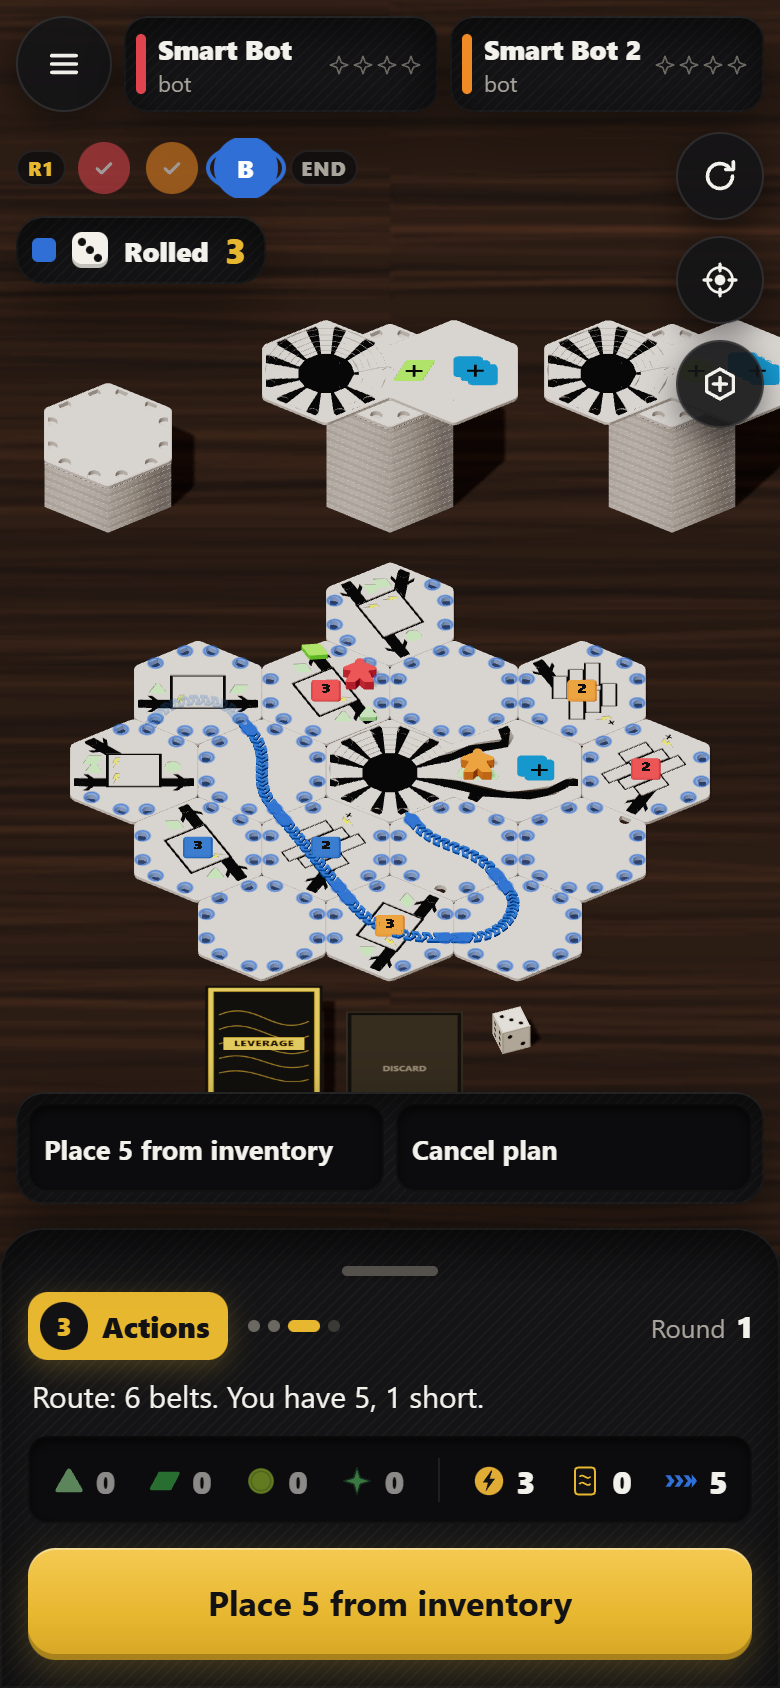 Smart Bot
bot
Smart Bot 2
bot
R1
B
END
Rolled 3
3
2
2
3
2
3
LEVERAGE
DISCARD
Place 5 from inventory
Cancel plan
3 Actions
Round 1
Route: 6 belts. You have 5, 1 short.
0 0 0 0 3 0 5
Place 5 from inventory